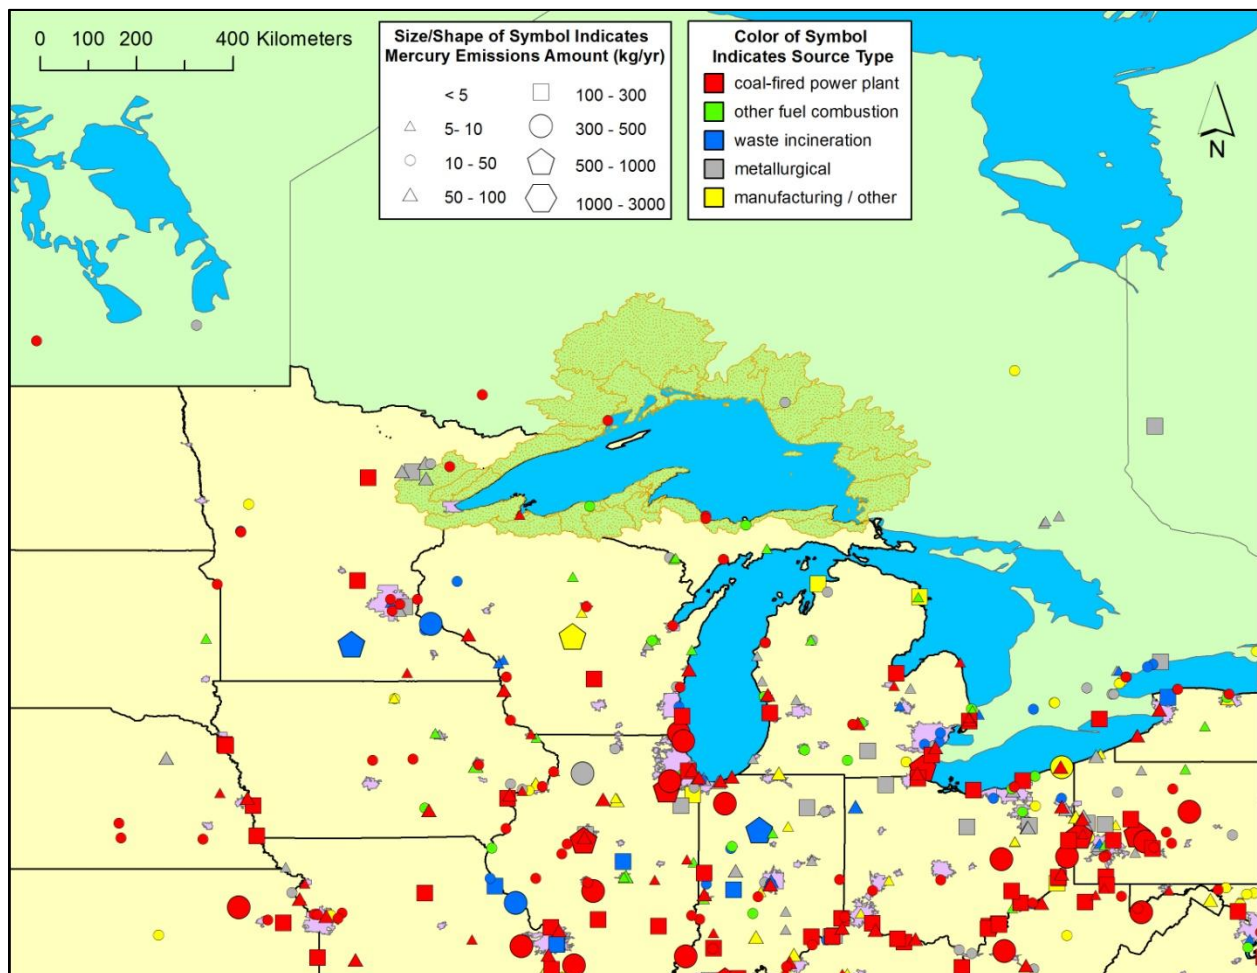 0 100 200 400 Kilometers
Size/Shape of Symbol Indicates
Mercury Emissions Amount (kg/yr)
< 5
5- 10
10 - 50
50 - 100
100 - 300
300 - 500
500 - 1000
1000 - 3000
Color of Symbol
Indicates Source Type
coal-fired power plant
other fuel combustion
waste incineration
metallurgical
manufacturing / other
N